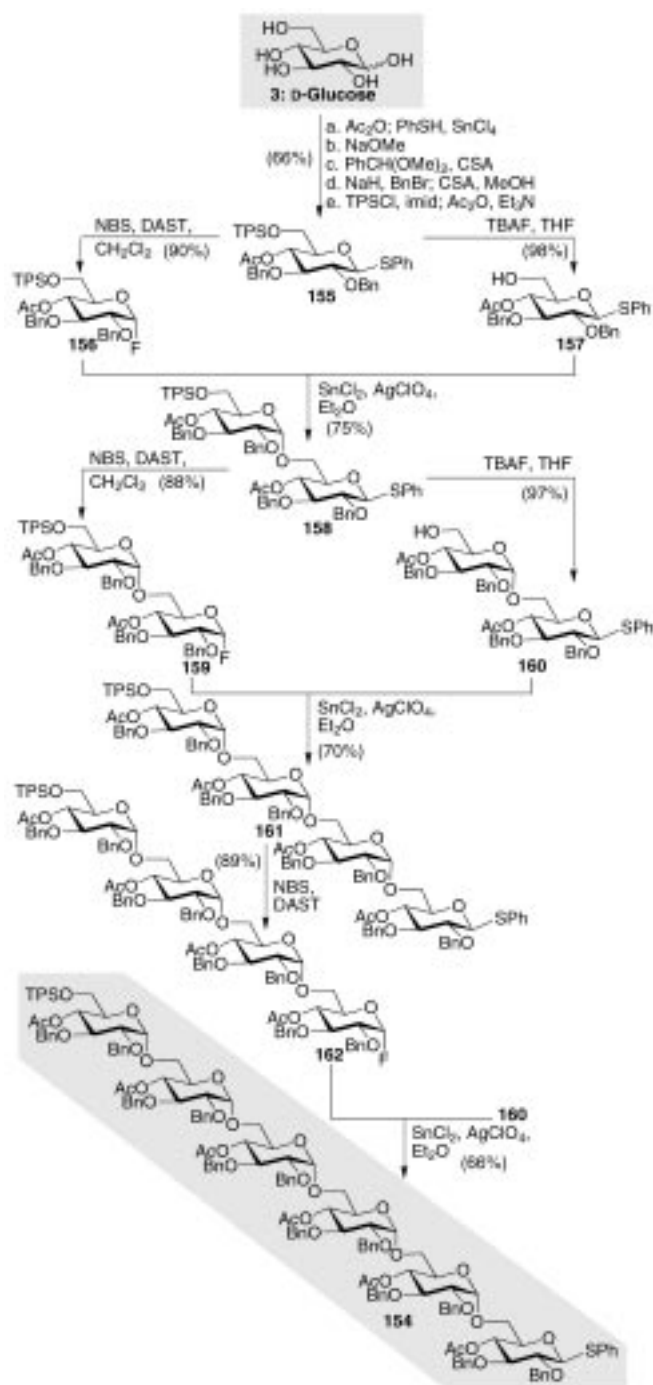 HO
HO
HO
OH
OH
O
3: D-Glucose
(66%)
a. Ac2O; PhSH, SnCl4
b. NaOMe
c. PhCH(OMe)2, CSA
d. NaH, BnBr; CSA, MeOH
e. TPSCl, imid; Ac2O, Et3N
NBS, DAST,
CH2Cl2 (90%)
TPSO
O
AcO
BnO
SPh
OBn
155
TBAF, THF
(98%)
TPSO
O
AcO
BnO
BnO
F
156
HO
O
AcO
BnO
SPh
OBn
157
SnCl2, AgClO4,
Et2O
(75%)
TPSO
O
AcO
BnO
BnO
O
O
AcO
BnO
BnO
SPh
158
NBS, DAST,
CH2Cl2 (88%)
TBAF, THF
(97%)
TPSO
O
AcO
BnO
BnO
O
O
AcO
BnO
BnO
F
159
HO
O
AcO
BnO
BnO
O
O
AcO
BnO
BnO
SPh
160
SnCl2, AgClO4,
Et2O
(70%)
TPSO
O
AcO
BnO
BnO
O
O
AcO
BnO
BnO
161
O
O
AcO
BnO
BnO
O
O
AcO
BnO
BnO
SPh
(89%)
NBS,
DAST
TPSO
O
AcO
BnO
BnO
O
O
AcO
BnO
BnO
O
O
AcO
BnO
BnO
O
O
AcO
BnO
BnO
F
162
160
SnCl2, AgClO4,
Et2O
(66%)
TPSO
O
AcO
BnO
BnO
O
O
AcO
BnO
BnO
O
O
AcO
BnO
BnO
O
O
AcO
BnO
BnO
O
O
AcO
BnO
BnO
154
O
O
AcO
BnO
BnO
SPh